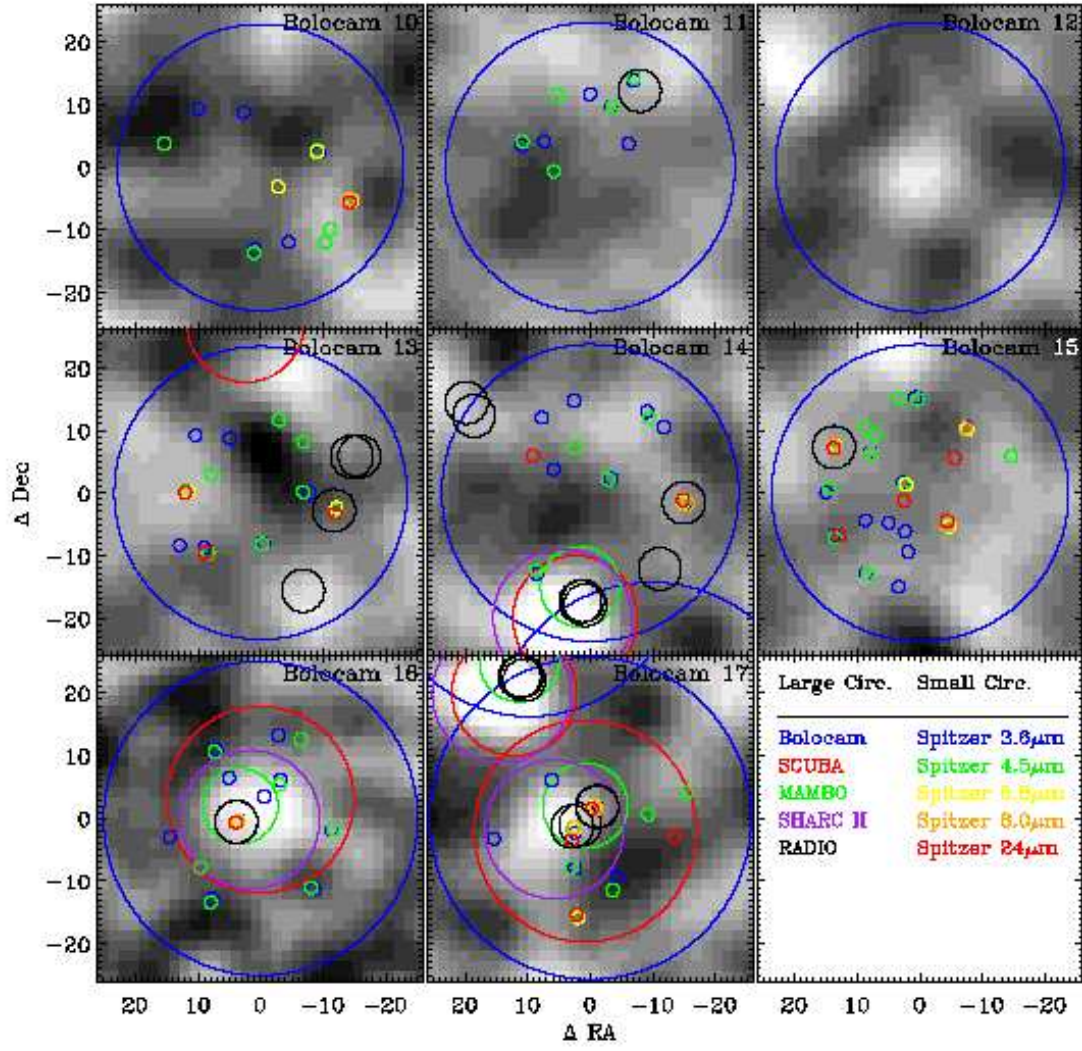 Bolocam 10 Bolocam 11 Bolocam 12
20
10
0
-10
-20
Bolocam 13 Bolocam 14 Bolocam 15
20
10
0
-10
-20
Δ Dec
Bolocam 16 Bolocam 17
20
10
0
-10
-20
Large Circ. Small Circ.
Bolocam Spitzer 3.6μm
SCUBA Spitzer 4.5μm
MAMBO Spitzer 5.8μm
SHARC II Spitzer 8.0μm
RADIO Spitzer 24μm
20 10 0 -10 -20 20 10 0 -10 -20 20 10 0 -10 -20
Δ RA